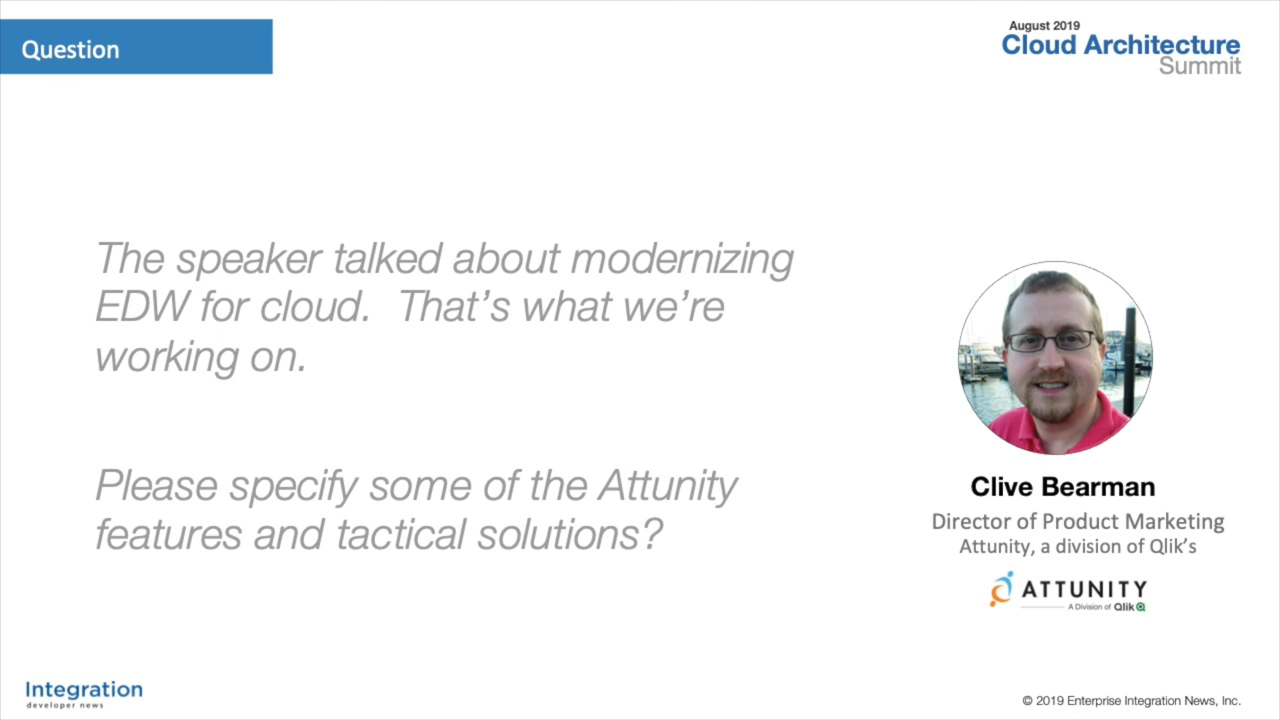 Question
August 2019
Cloud Architecture
Summit
The speaker talked about modernizing
EDW for cloud.  That’s what we’re
working on.
Please specify some of the Attunity
features and tactical solutions?
Clive Bearman
Director of Product Marketing
Attunity, a division of Qlik’s
ATTUNITY
A Division of Qlik
Integration
developer news
© 2019 Enterprise Integration News, Inc.